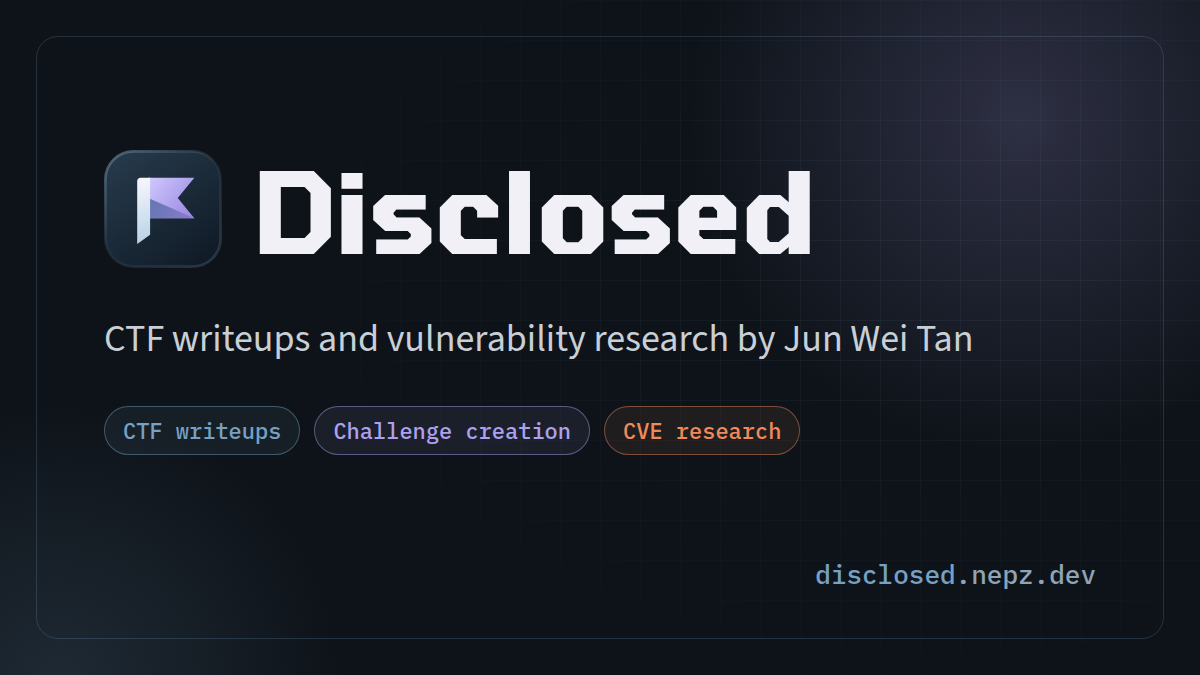 Disclosed
CTF writeups and vulnerability research by Jun Wei Tan
CTF writeups
Challenge creation
CVE research
disclosed.nepz.dev